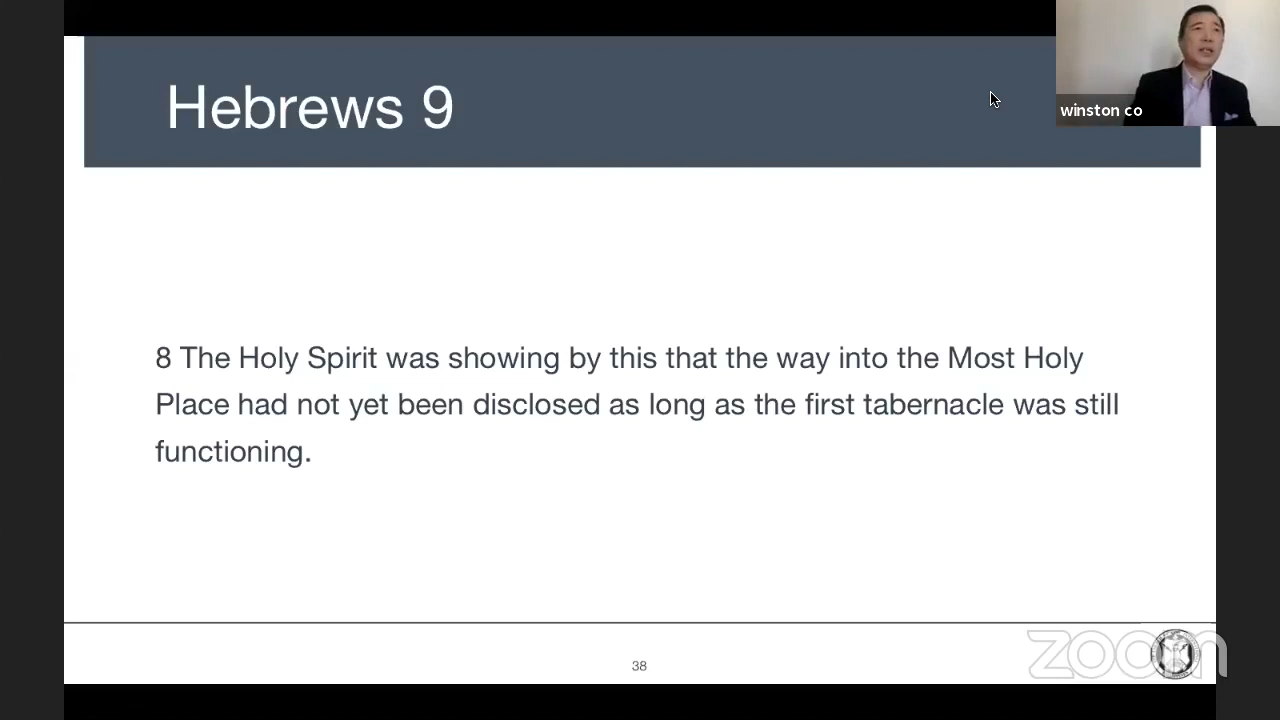 Hebrews 9
winston co
8 The Holy Spirit was showing by this that the way into the Most Holy
Place had not yet been disclosed as long as the first tabernacle was still
functioning.
38
zoom